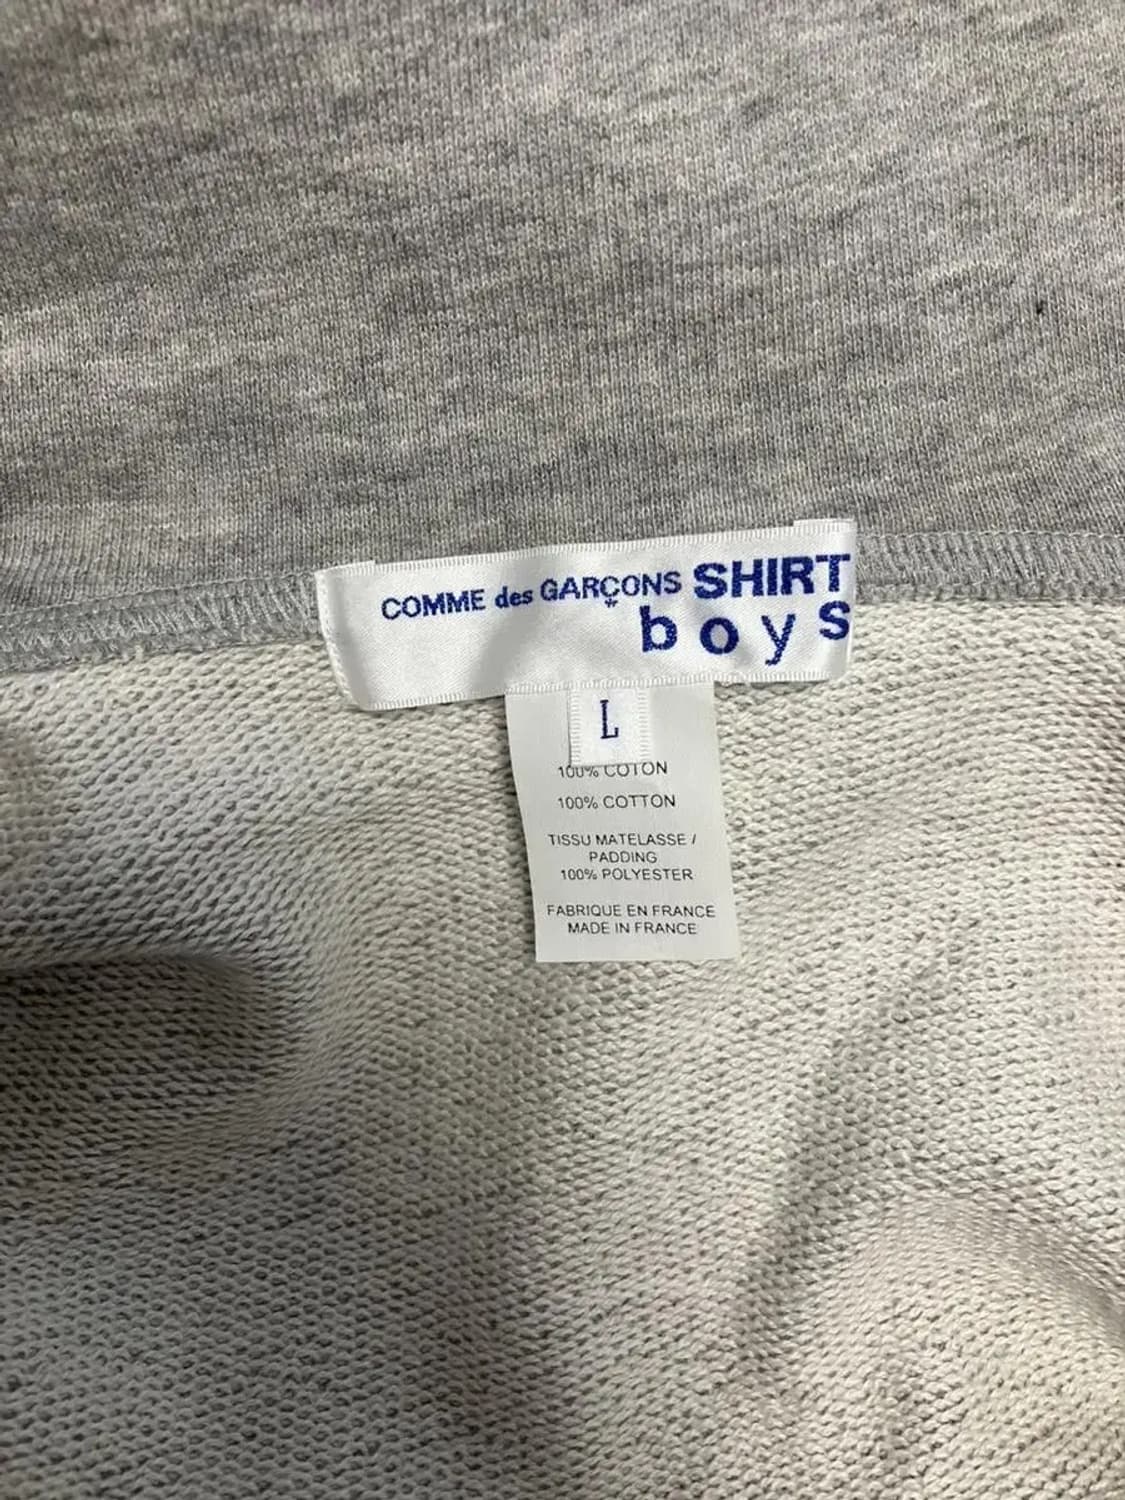 COMME des GARÇONS SHIRT
boys
L
100% COTON
100% COTTON
TISSU MATELASSE /
PADDING
100% POLYESTER
FABRIQUE EN FRANCE
MADE IN FRANCE